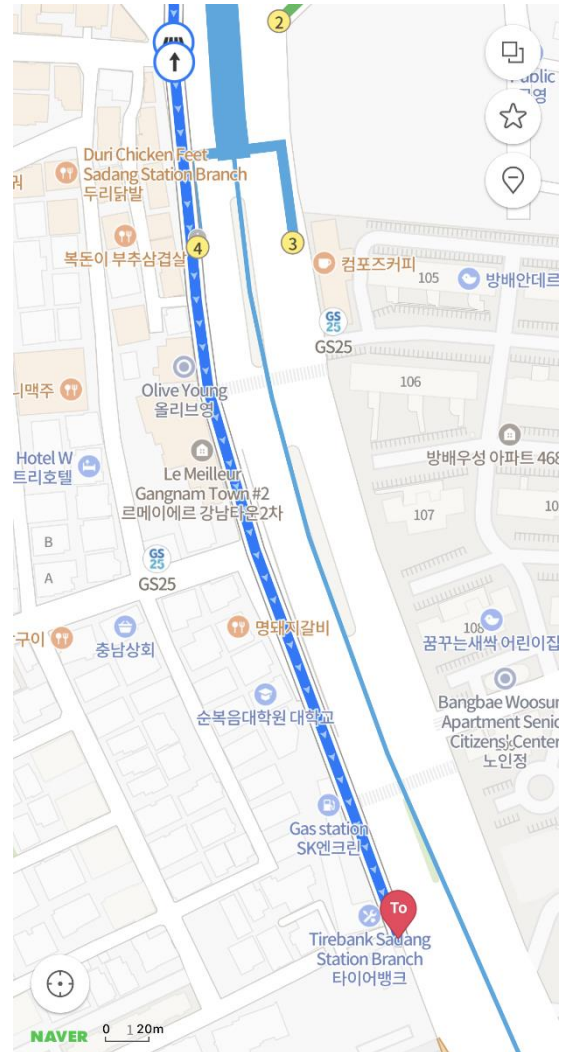 2
Public
Duri Chicken Feet
Sadang Station Branch
두리닭발
4
3
복돈이 부추삼겹살
컴포즈커피
105
방배안데르
GS
25
GS25
Olive Young
올리브영
106
니맥주
Hotel W
트리호텔
Le Meilleur
Gangnam Town #2
르메이에르 강남타운2차
방배우성 아파트 468
107
10
B
A
GS
25
GS25
구이
충남상회
명돼지갈비
108
꿈꾸는새싹 어린이집
순복음대학원 대학교
Bangbae Woosun
Apartment Senio
Citizens' Center
노인정
Gas station
SK엔크린
To
Tirebank Sadang
Station Branch
타이어뱅크
NAVER
0
120m